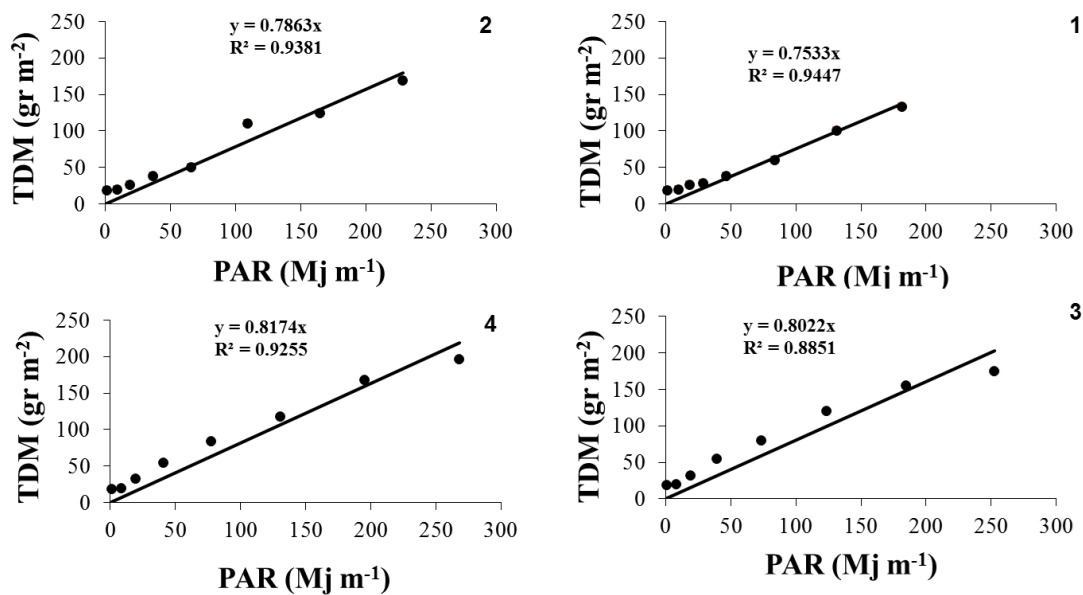 2
y = 0.7863x
R² = 0.9381
TDM (gr m⁻²)
250
200
150
100
50
0
0 50 100 150 200 250 300
PAR (Mj m⁻¹)
1
y = 0.7533x
R² = 0.9447
TDM (gr m⁻²)
250
200
150
100
50
0
0 50 100 150 200 250 300
PAR (Mj m⁻¹)
4
y = 0.8174x
R² = 0.9255
TDM (gr m⁻²)
250
200
150
100
50
0
0 50 100 150 200 250 300
PAR (Mj m⁻¹)
3
y = 0.8022x
R² = 0.8851
TDM (gr m⁻²)
250
200
150
100
50
0
0 50 100 150 200 250 300
PAR (Mj m⁻¹)